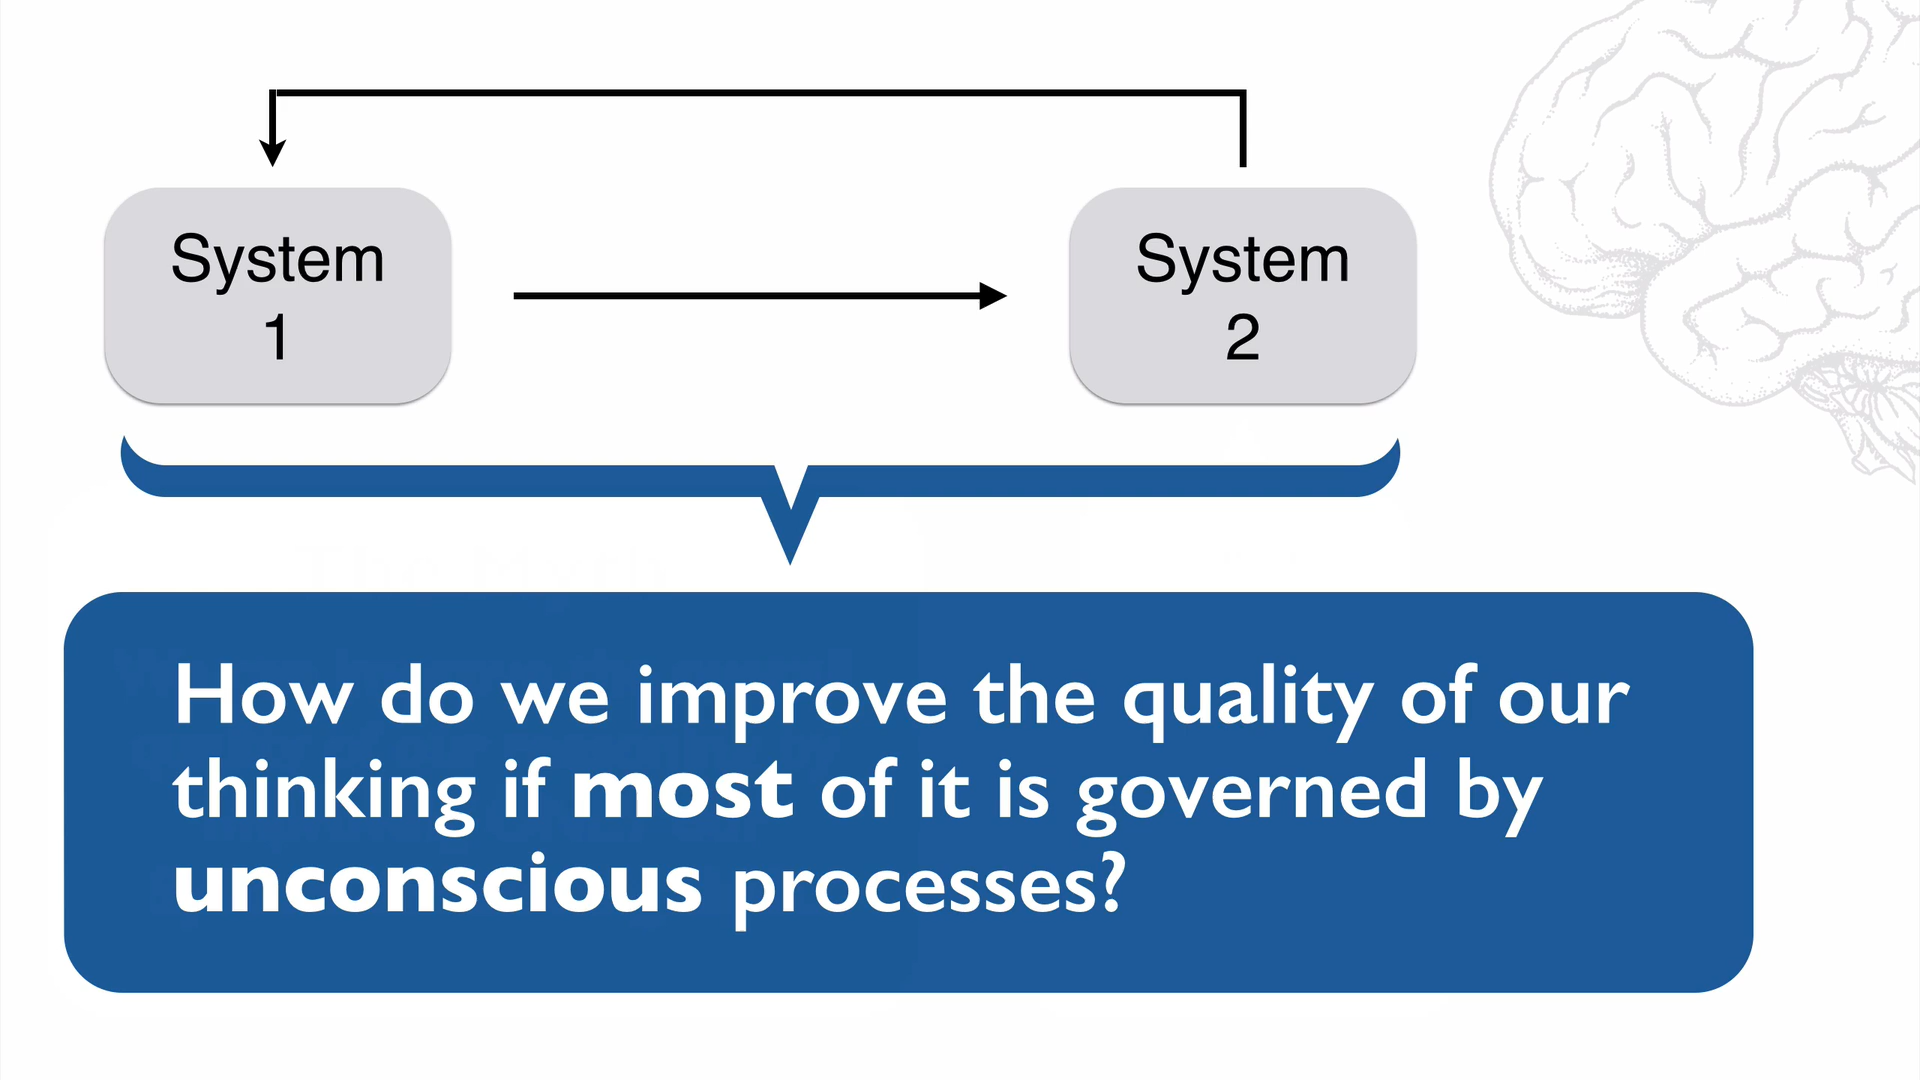 System
1
System
2
How do we improve the quality of our
thinking if most of it is governed by
unconscious processes?